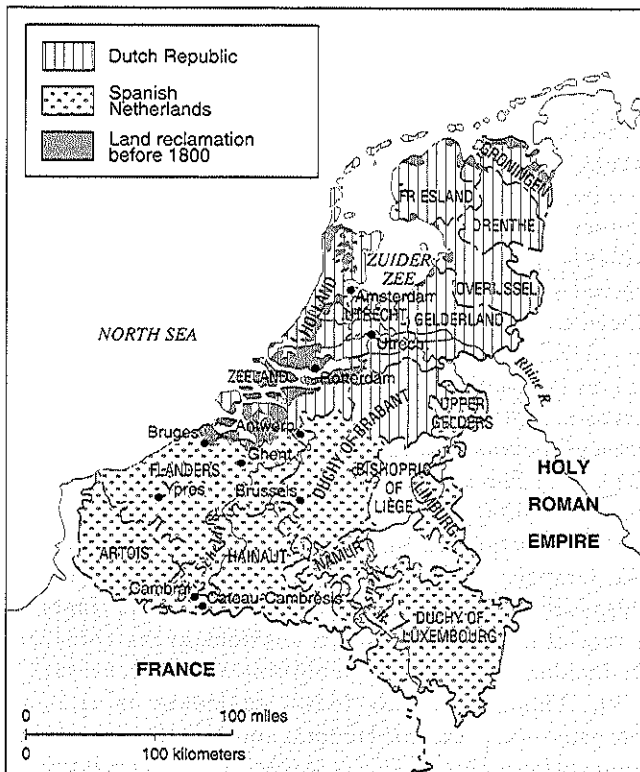 Dutch Republic
Spanish
Netherlands
Land reclamation
before 1800
GRONINGEN
FRIESLAND
DRENTHE
ZUIDER
ZEE
HOLLAND
OVERIJSSEL
Amsterdam
UTRECHT
GELDERLAND
NORTH SEA
Utrecht
ZEELAND
Rotterdam
Rhine R.
DUCHY OF BRABANT
UPPER
GELDERS
Antwerp
Bruges
Ghent
FLANDERS
BISHOPRIC
OF
LIÈGE
HOLY
ROMAN
EMPIRE
Ypres
Brussels
LIMBURG
ARTOIS
HAINAUT
NAMUR
Cambrai
Cateau-Cambrésis
DUCHY OF
LUXEMBOURG
FRANCE
0 100 miles
0 100 kilometers